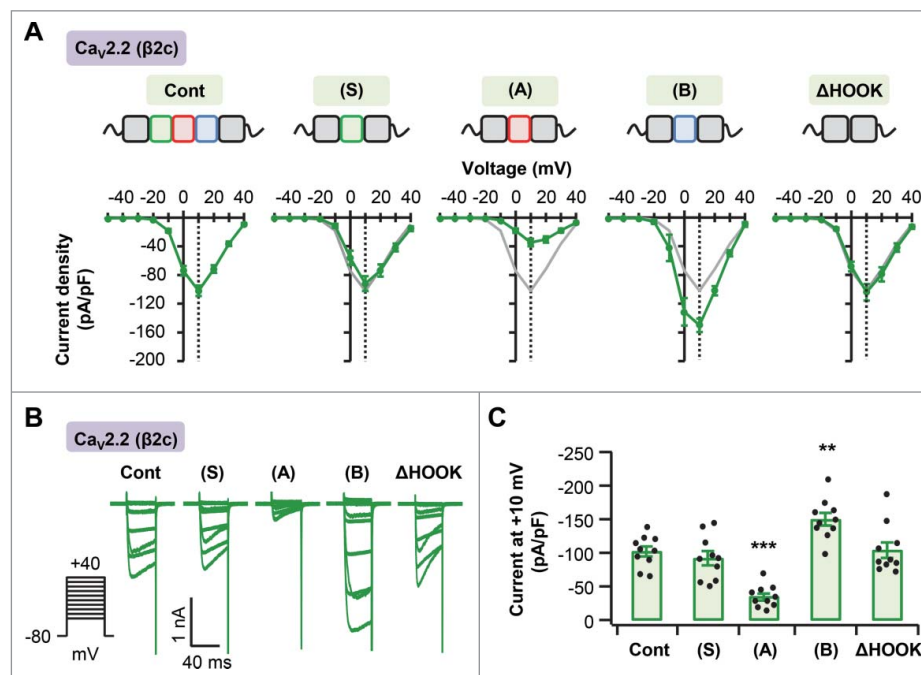 A
CaV2.2 (β2c)
Cont (S) (A) (B) ΔHOOK
Voltage (mV)
-40 -20 0 20 40 -40 -20 0 20 40 -40 -20 0 20 40 -40 -20 0 20 40 -40 -20 0 20 40
Current density
(pA/pF)
-40
-80
-120
-160
-200
B
CaV2.2 (β2c)
Cont (S) (A) (B) ΔHOOK
+40
-80
mV
1 nA
40 ms
C
Current at +10 mV
(pA/pF)
-250
-200
-150
-100
-50
0
***
**
Cont (S) (A) (B) ΔHOOK